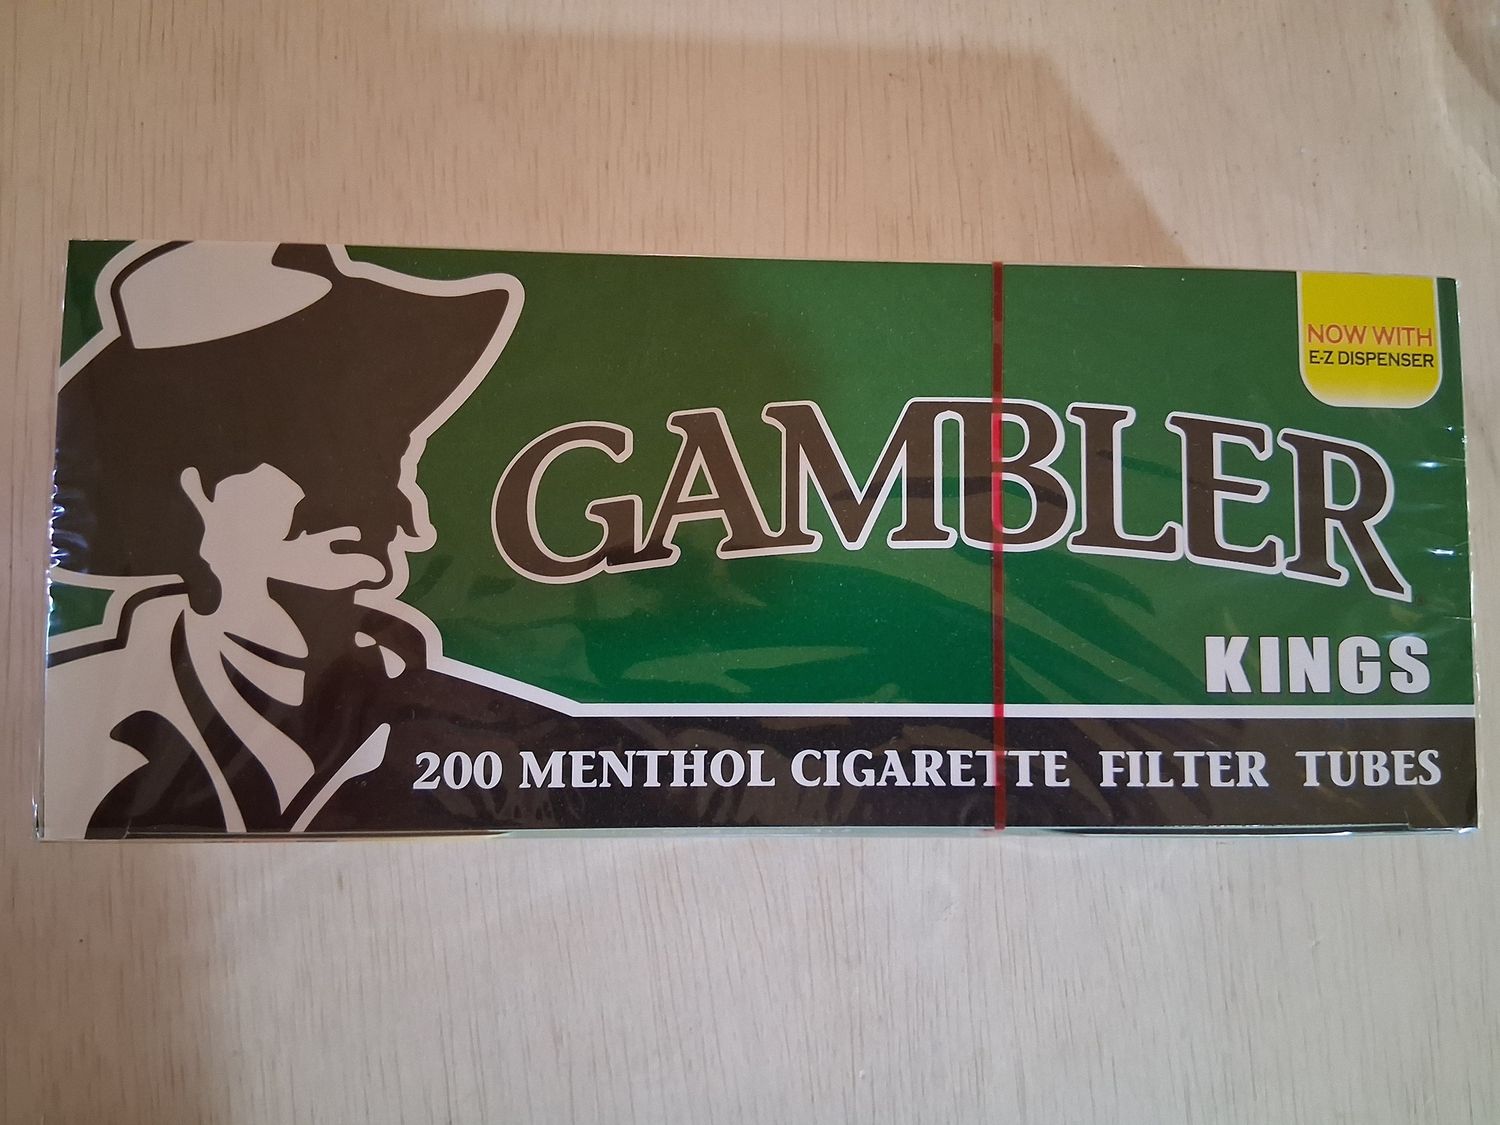 NOW WITH
E-Z DISPENSER
GAMBLER
KINGS
200 MENTHOL CIGARETTE FILTER TUBES